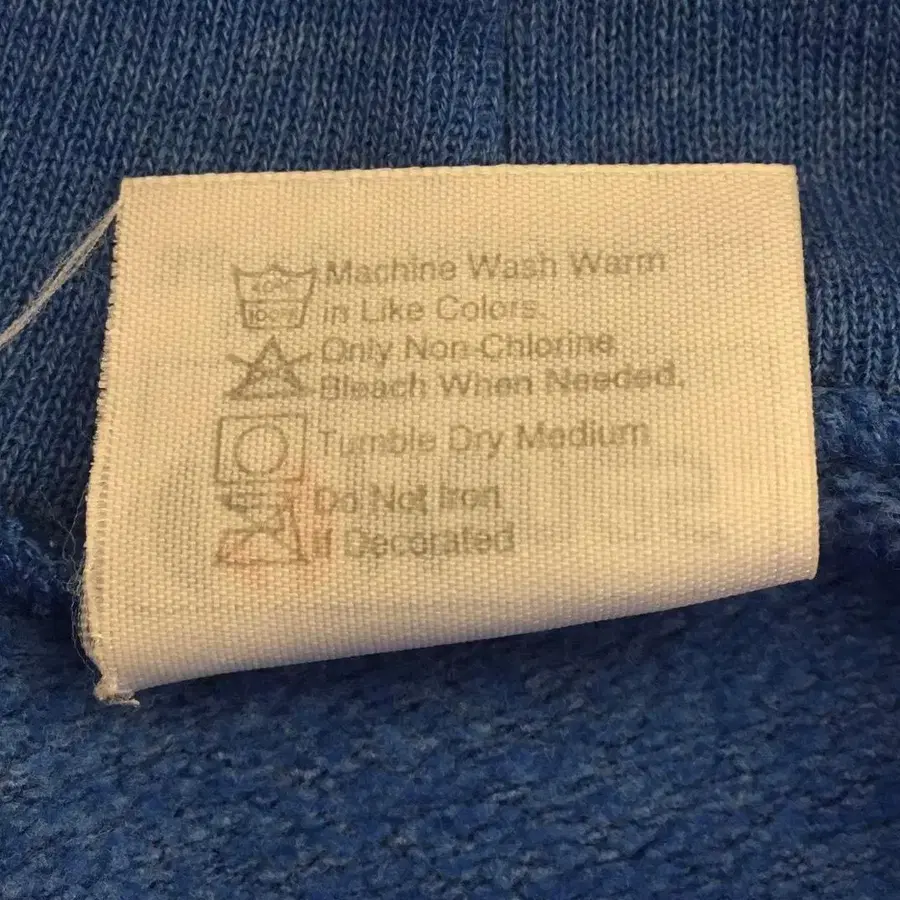 Machine Wash Warm
in Like Colors.
Only Non-Chlorine
Bleach When Needed.
Tumble Dry Medium
Do Not Iron
If Decorated